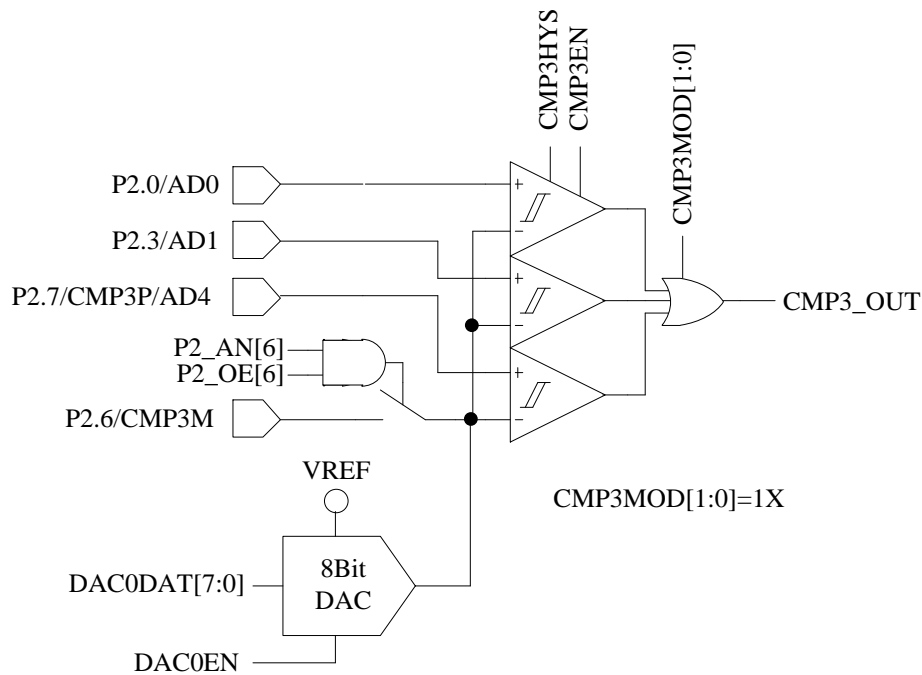 CMP3HYS
CMP3EN
CMP3MOD[1:0]
P2.0/AD0
+
-
P2.3/AD1
+
-
P2.7/CMP3P/AD4
CMP3_OUT
P2_AN[6]
P2_OE[6]
+
-
P2.6/CMP3M
VREF
CMP3MOD[1:0]=1X
8Bit
DAC
DAC0DAT[7:0]
DAC0EN